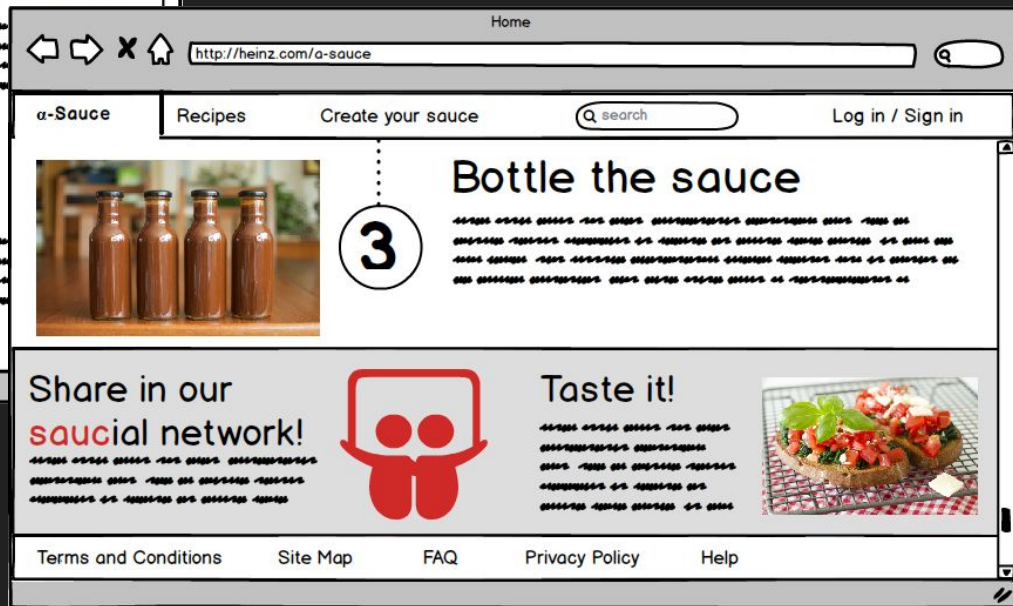 Home
http://heinz.com/a-sauce
α-Sauce
Recipes
Create your sauce
search
Log in / Sign in
3
Bottle the sauce
Share in our
saucial network!
Taste it!
Terms and Conditions
Site Map
FAQ
Privacy Policy
Help